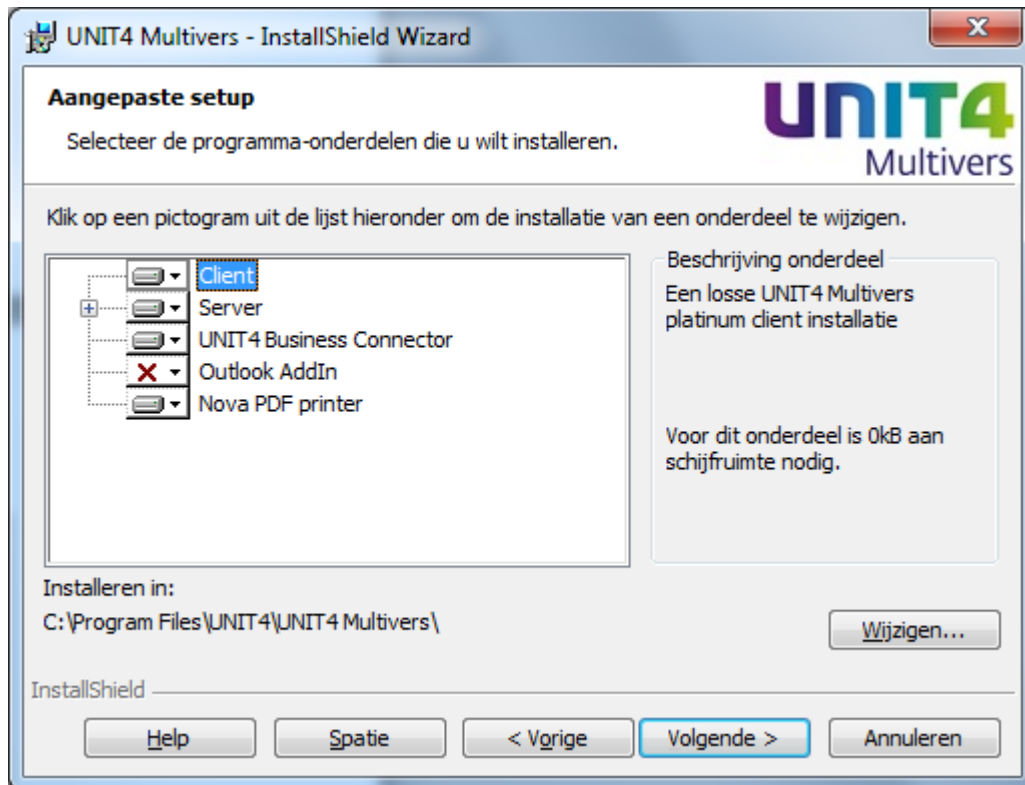 UNIT4 Multivers - InstallShield Wizard
Aangepaste setup
Selecteer de programma-onderdelen die u wilt installeren.
UNIT4
Multivers
Klik op een pictogram uit de lijst hieronder om de installatie van een onderdeel te wijzigen.
Client
Server
UNIT4 Business Connector
Outlook AddIn
Nova PDF printer
Beschrijving onderdeel
Een losse UNIT4 Multivers
platinum client installatie
Voor dit onderdeel is 0kB aan
schijfruimte nodig.
Installeren in:
C:\Program Files\UNIT4\UNIT4 Multivers\
Wijzigen...
InstallShield
Help
Spatie
< Vorige
Volgende >
Annuleren